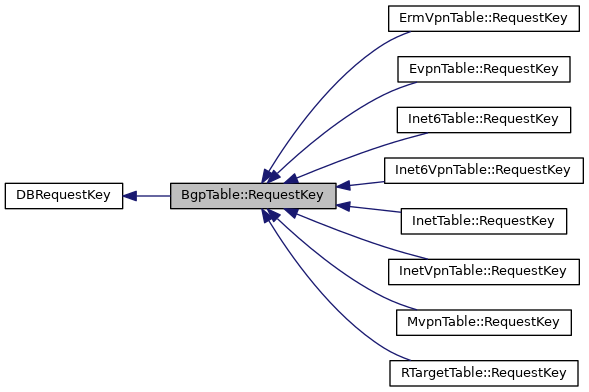 ErmVpnTable::RequestKey
EvpnTable::RequestKey
Inet6Table::RequestKey
Inet6VpnTable::RequestKey
DBRequestKey
BgpTable::RequestKey
InetTable::RequestKey
InetVpnTable::RequestKey
MvpnTable::RequestKey
RTargetTable::RequestKey